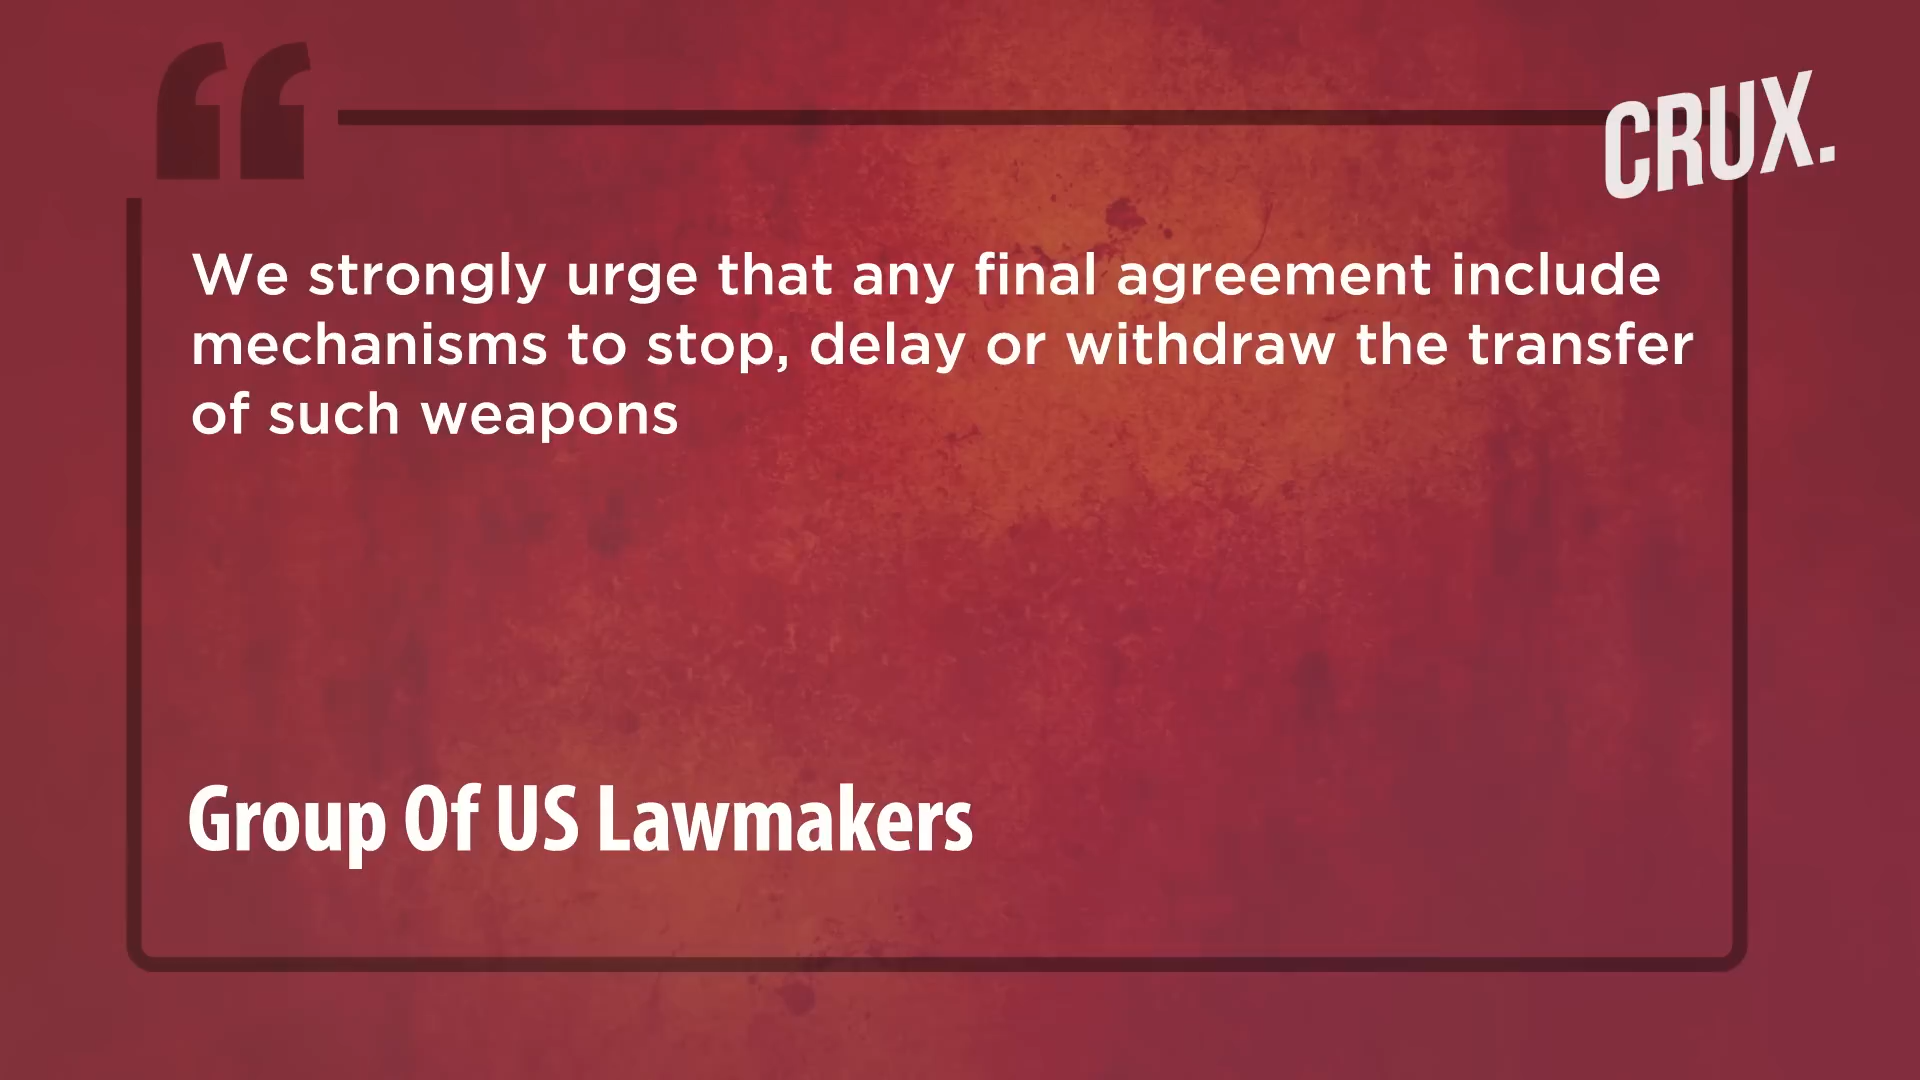 CRUX.
We strongly urge that any final agreement include
mechanisms to stop, delay or withdraw the transfer
of such weapons
Group Of US Lawmakers